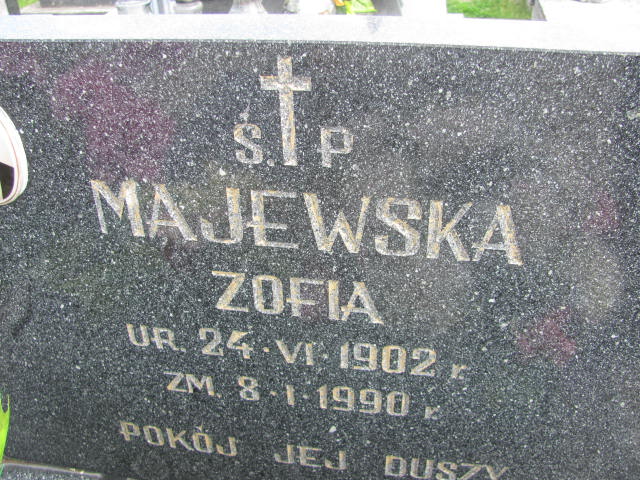 Ś. P
MAJEWSKA
ZOFIA
UR. 24·VI·1902 r.
ZM. 8·I·1990 r.
POKÓJ JEJ DUSZY